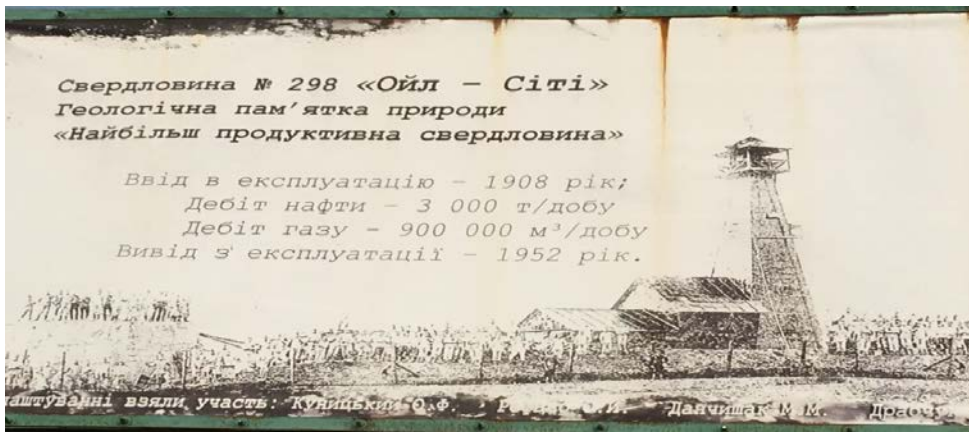 Свердловина № 298 «Ойл – Сіті»
Геологічна пам'ятка природи
«Найбільш продуктивна свердловина»
Ввід в експлуатацію – 1908 рік;
Дебіт нафти – 3 000 т/добу
Дебіт газу – 900 000 м³/добу
Вивід з експлуатації – 1952 рік.
взяли участь: Куницький О.Ф. Данчишак М.М.